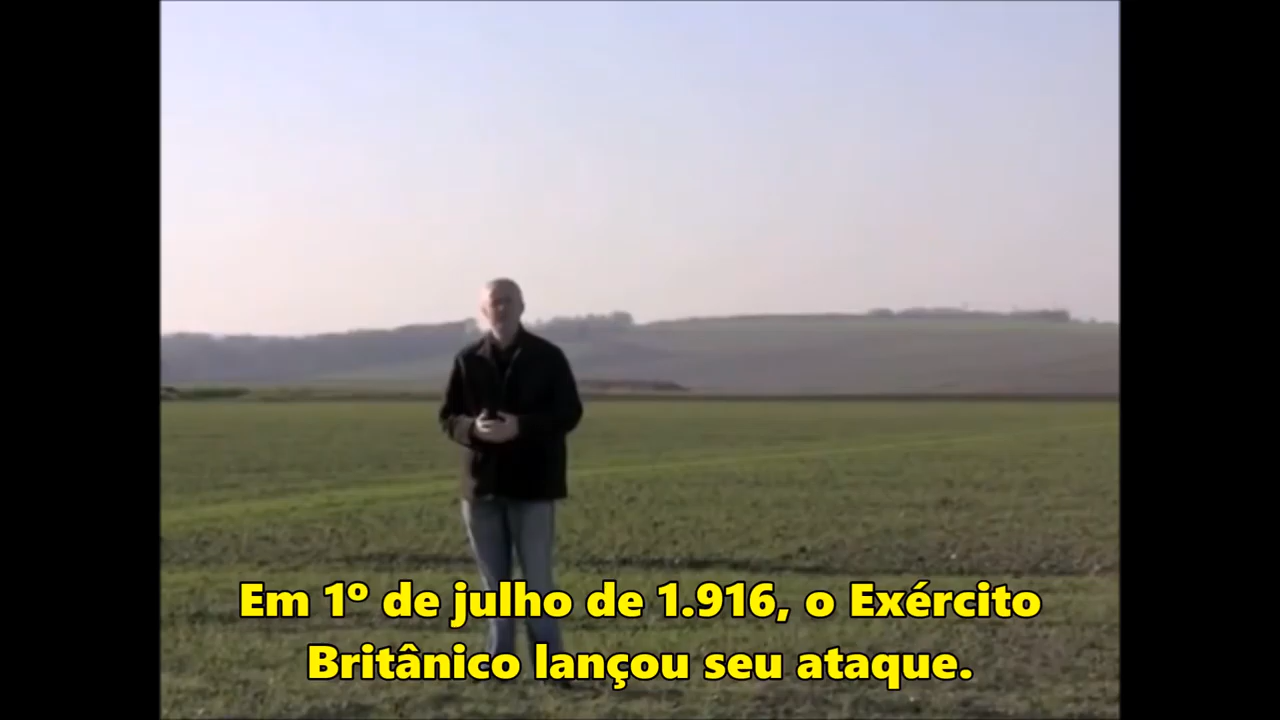 Em 1º de julho de 1.916, o Exército
Britânico lançou seu ataque.